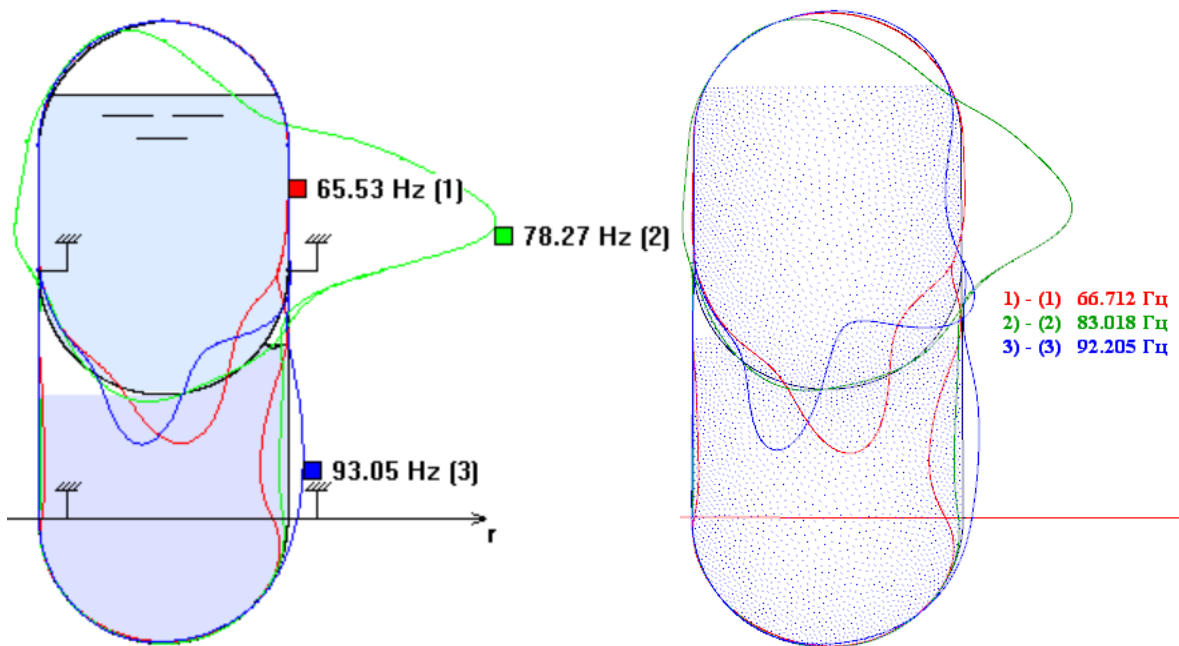 65.53 Hz (1)
78.27 Hz (2)
93.05 Hz (3)
r
1) - (1) 66.712 Гц
2) - (2) 83.018 Гц
3) - (3) 92.205 Гц